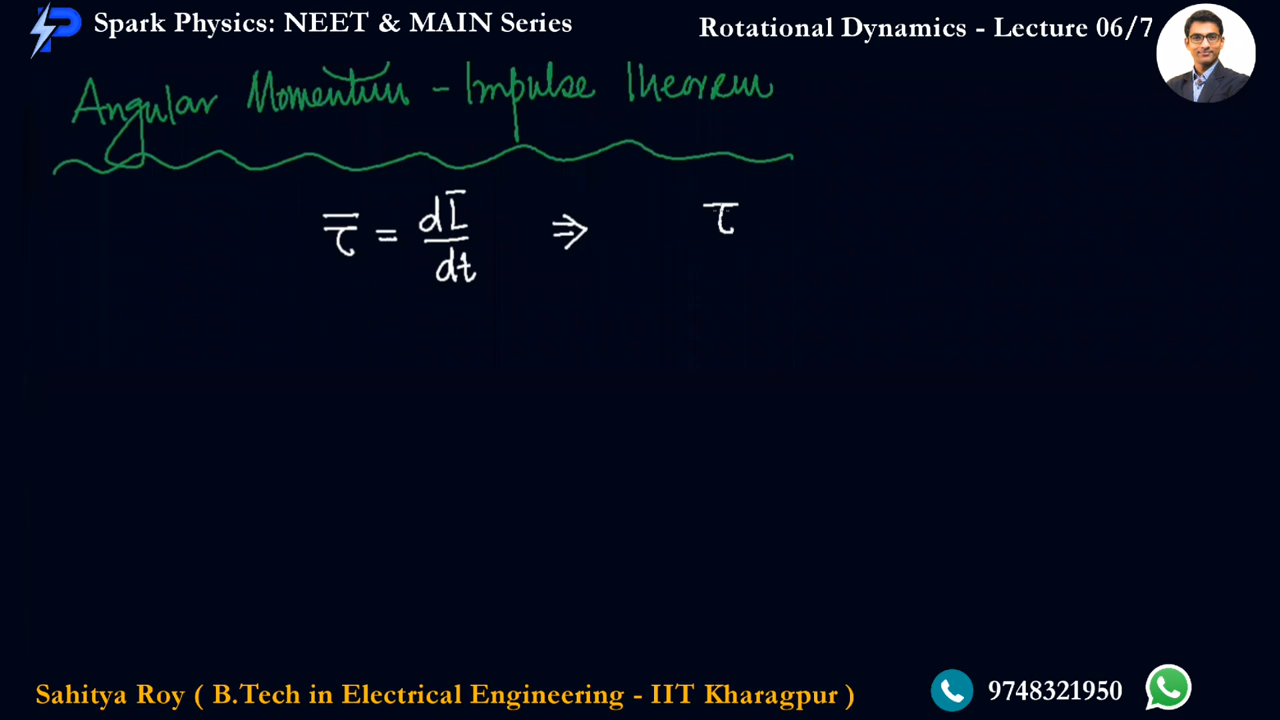 Spark Physics: NEET & MAIN Series
Rotational Dynamics - Lecture 06/7
Angular Momentum - Impulse Theorem
τ̅ = dL̅/dt ⇒ τ
Sahitya Roy ( B.Tech in Electrical Engineering - IIT Kharagpur )
9748321950